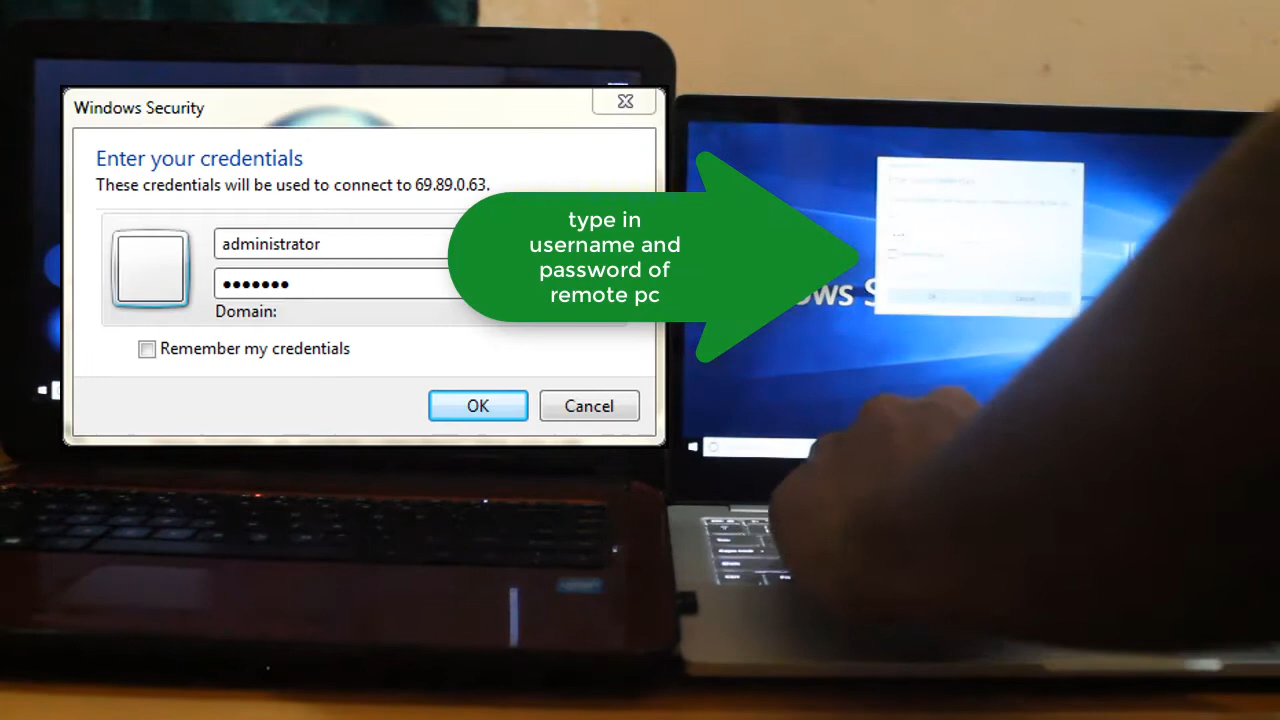 Windows Security
Enter your credentials
These credentials will be used to connect to 69.89.0.63.
administrator
Domain:
Remember my credentials
OK
Cancel
type in
username and
password of
remote pc